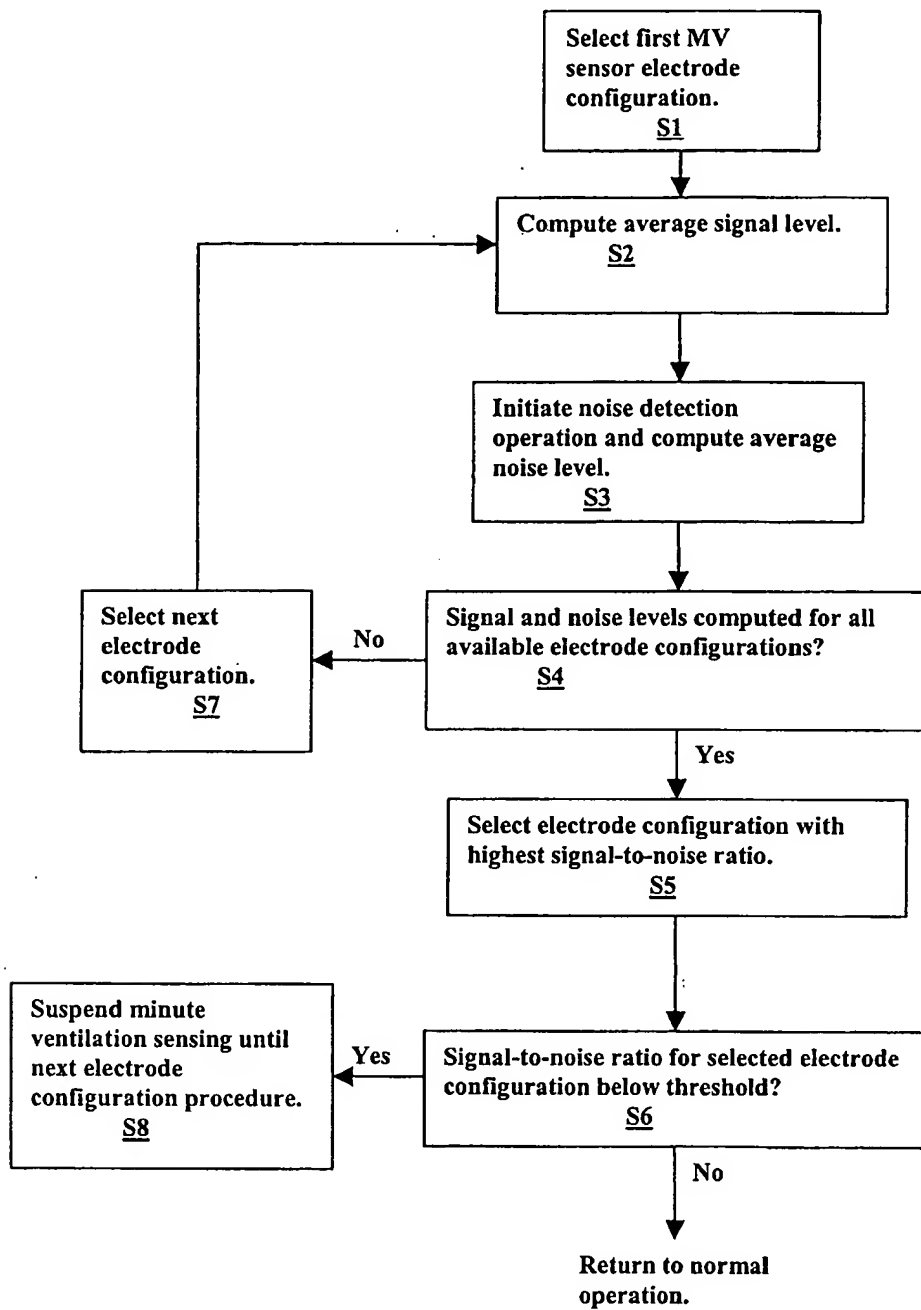 Select first MV
sensor electrode
configuration.
S1
Compute average signal level.
S2
Initiate noise detection
operation and compute average
noise level.
S3
Select next
electrode
configuration.
S7
No
Signal and noise levels computed for all
available electrode configurations?
S4
Yes
Select electrode configuration with
highest signal-to-noise ratio.
S5
Suspend minute
ventilation sensing until
next electrode
configuration procedure.
S8
Yes
Signal-to-noise ratio for selected electrode
configuration below threshold?
S6
No
Return to normal
operation.